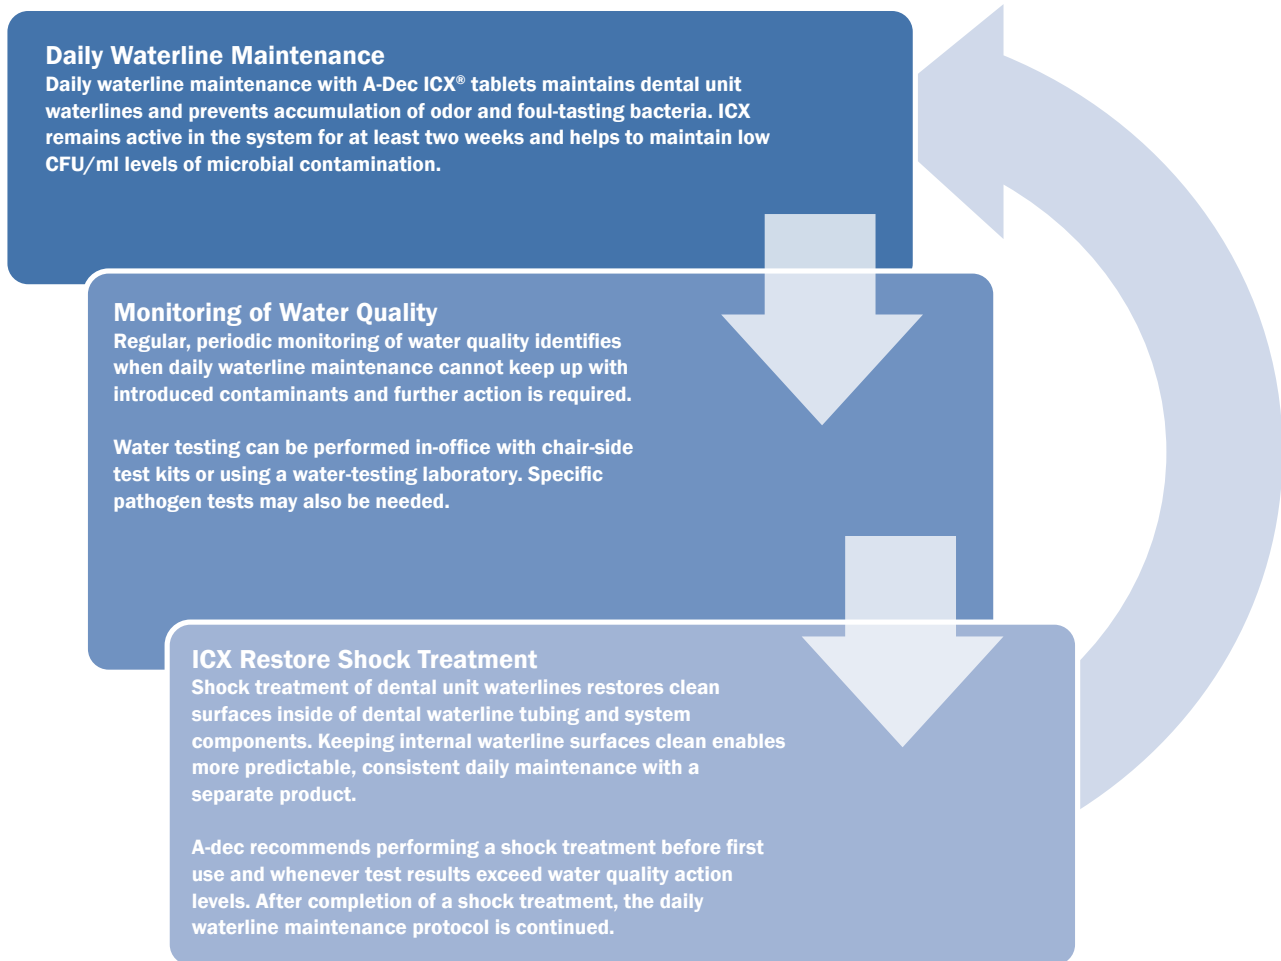 Daily Waterline Maintenance
Daily waterline maintenance with A-Dec ICX® tablets maintains dental unit
waterlines and prevents accumulation of odor and foul-tasting bacteria. ICX
remains active in the system for at least two weeks and helps to maintain low
CFU/ml levels of microbial contamination.
Monitoring of Water Quality
Regular, periodic monitoring of water quality identifies
when daily waterline maintenance cannot keep up with
introduced contaminants and further action is required.
Water testing can be performed in-office with chair-side
test kits or using a water-testing laboratory. Specific
pathogen tests may also be needed.
ICX Restore Shock Treatment
Shock treatment of dental unit waterlines restores clean
surfaces inside of dental waterline tubing and system
components. Keeping internal waterline surfaces clean enables
more predictable, consistent daily maintenance with a
separate product.
A-dec recommends performing a shock treatment before first
use and whenever test results exceed water quality action
levels. After completion of a shock treatment, the daily
waterline maintenance protocol is continued.